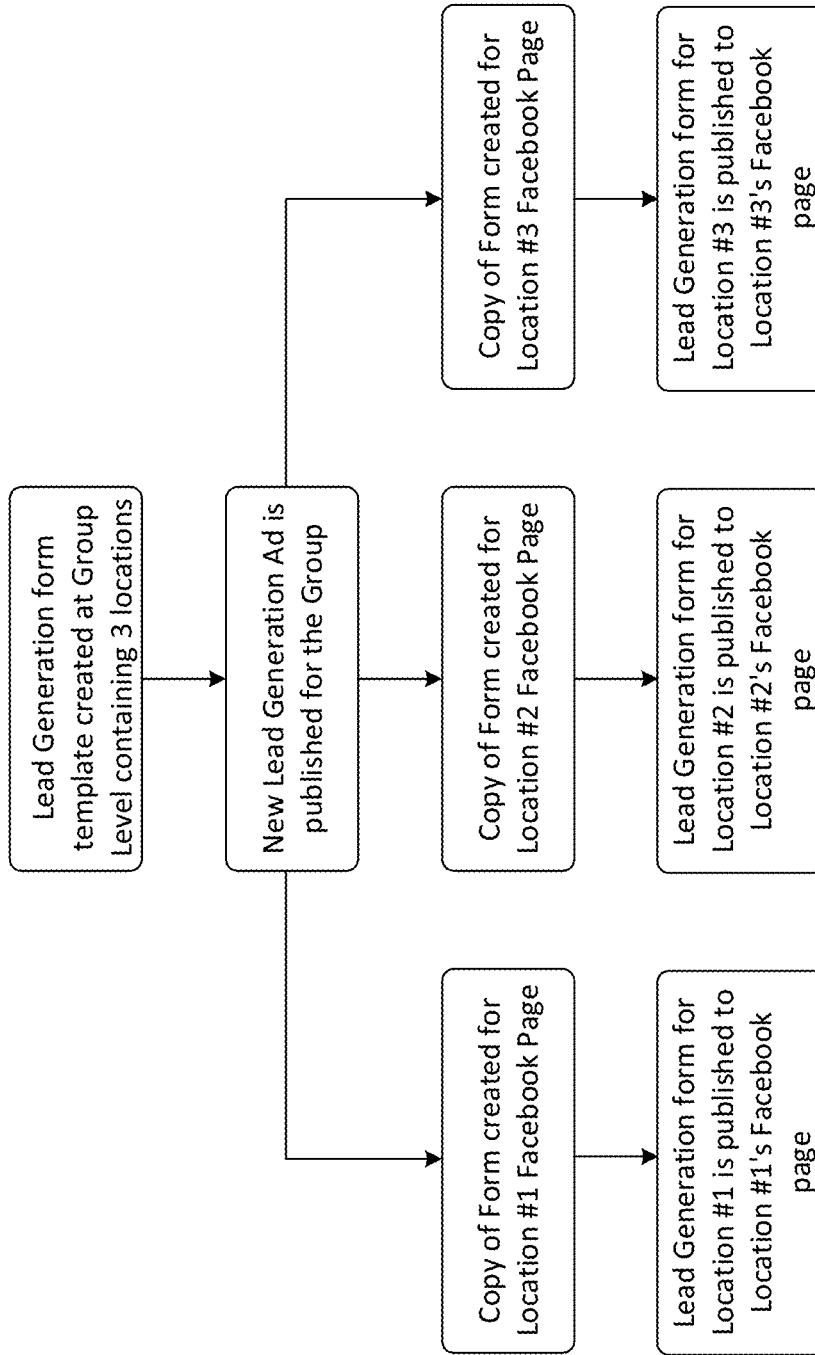 Lead Generation form
template created at Group
Level containing 3 locations
New Lead Generation Ad is
published for the Group
Copy of Form created for
Location #1 Facebook Page
Copy of Form created for
Location #2 Facebook Page
Copy of Form created for
Location #3 Facebook Page
Lead Generation form for
Location #1 is published to
Location #1's Facebook
page
Lead Generation form for
Location #2 is published to
Location #2's Facebook
page
Lead Generation form for
Location #3 is published to
Location #3's Facebook
page